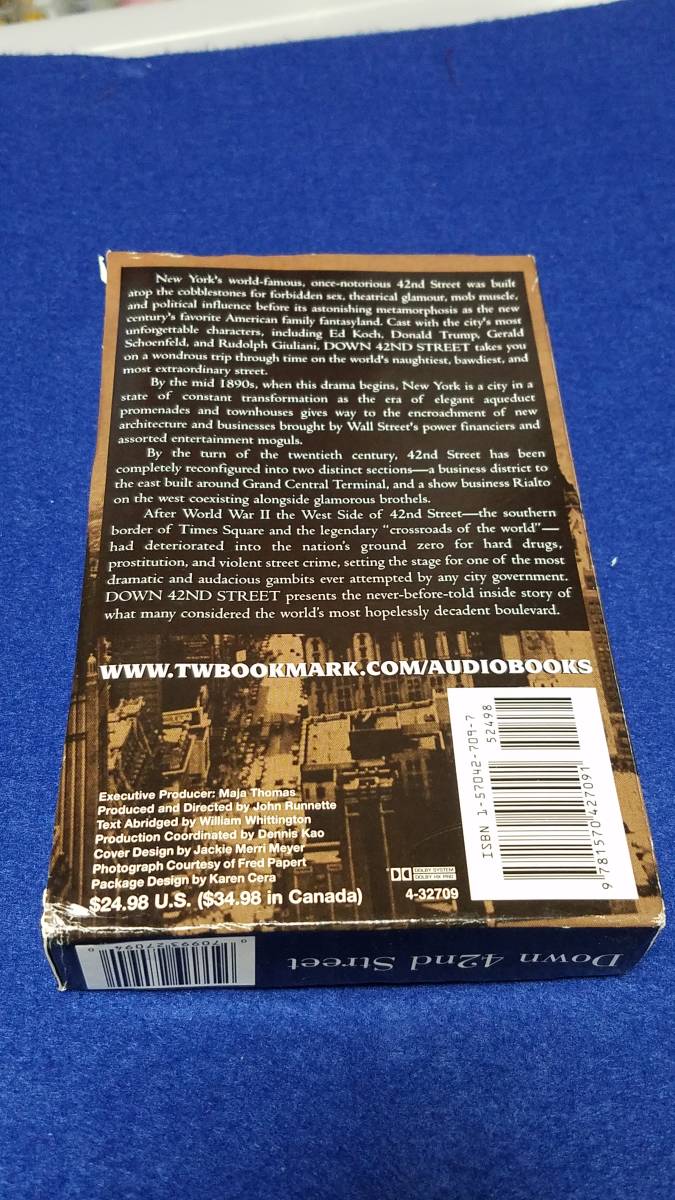 New York's world-famous, once-notorious 42nd Street was built
atop the cobblestones for forbidden sex, theatrical glamour, mob muscle,
and political influence before its astonishing metamorphosis as the new
century's favorite American family fantasyland. Cast with the city's most
unforgettable characters, including Ed Koch, Donald Trump, Gerald
Schoenfeld, and Rudolph Giuliani, DOWN 42ND STREET takes you
on a wondrous trip through time on the world's naughtiest, bawdiest, and
most extraordinary street.
By the mid 1890s, when this drama begins, New York is a city in a
state of constant transformation as the era of elegant aqueduct
promenades and townhouses gives way to the encroachment of new
architecture and businesses brought by Wall Street's power financiers and
assorted entertainment moguls.
By the turn of the twentieth century, 42nd Street has been
completely reconfigured into two distinct sections—a business district to
the east built around Grand Central Terminal, and a show business Rialto
on the west coexisting alongside glamorous brothels.
After World War II the West Side of 42nd Street—the southern
border of Times Square and the legendary "crossroads of the world"—
had deteriorated into the nation's ground zero for hard drugs,
prostitution, and violent street crime, setting the stage for one of the most
dramatic and audacious gambits ever attempted by any city government.
DOWN 42ND STREET presents the never-before-told inside story of
what many considered the world's most hopelessly decadent boulevard.
WWW.TWBOOKMARK.COM/AUDIOBOOKS
Executive Producer: Maja Thomas
Produced and Directed by John Runnette
Text Abridged by William Whittington
Production Coordinated by Dennis Kao
Cover Design by Jackie Merri Meyer
Photograph Courtesy of Fred Papert
Package Design by Karen Cera
$24.98 U.S. ($34.98 in Canada)
DOLBY SYSTEM
DOLBY HX PRO
4-32709
ISBN 1-57042-709-7
52498
9 781570 427091
Down 42nd Street
0 70993 27094 0